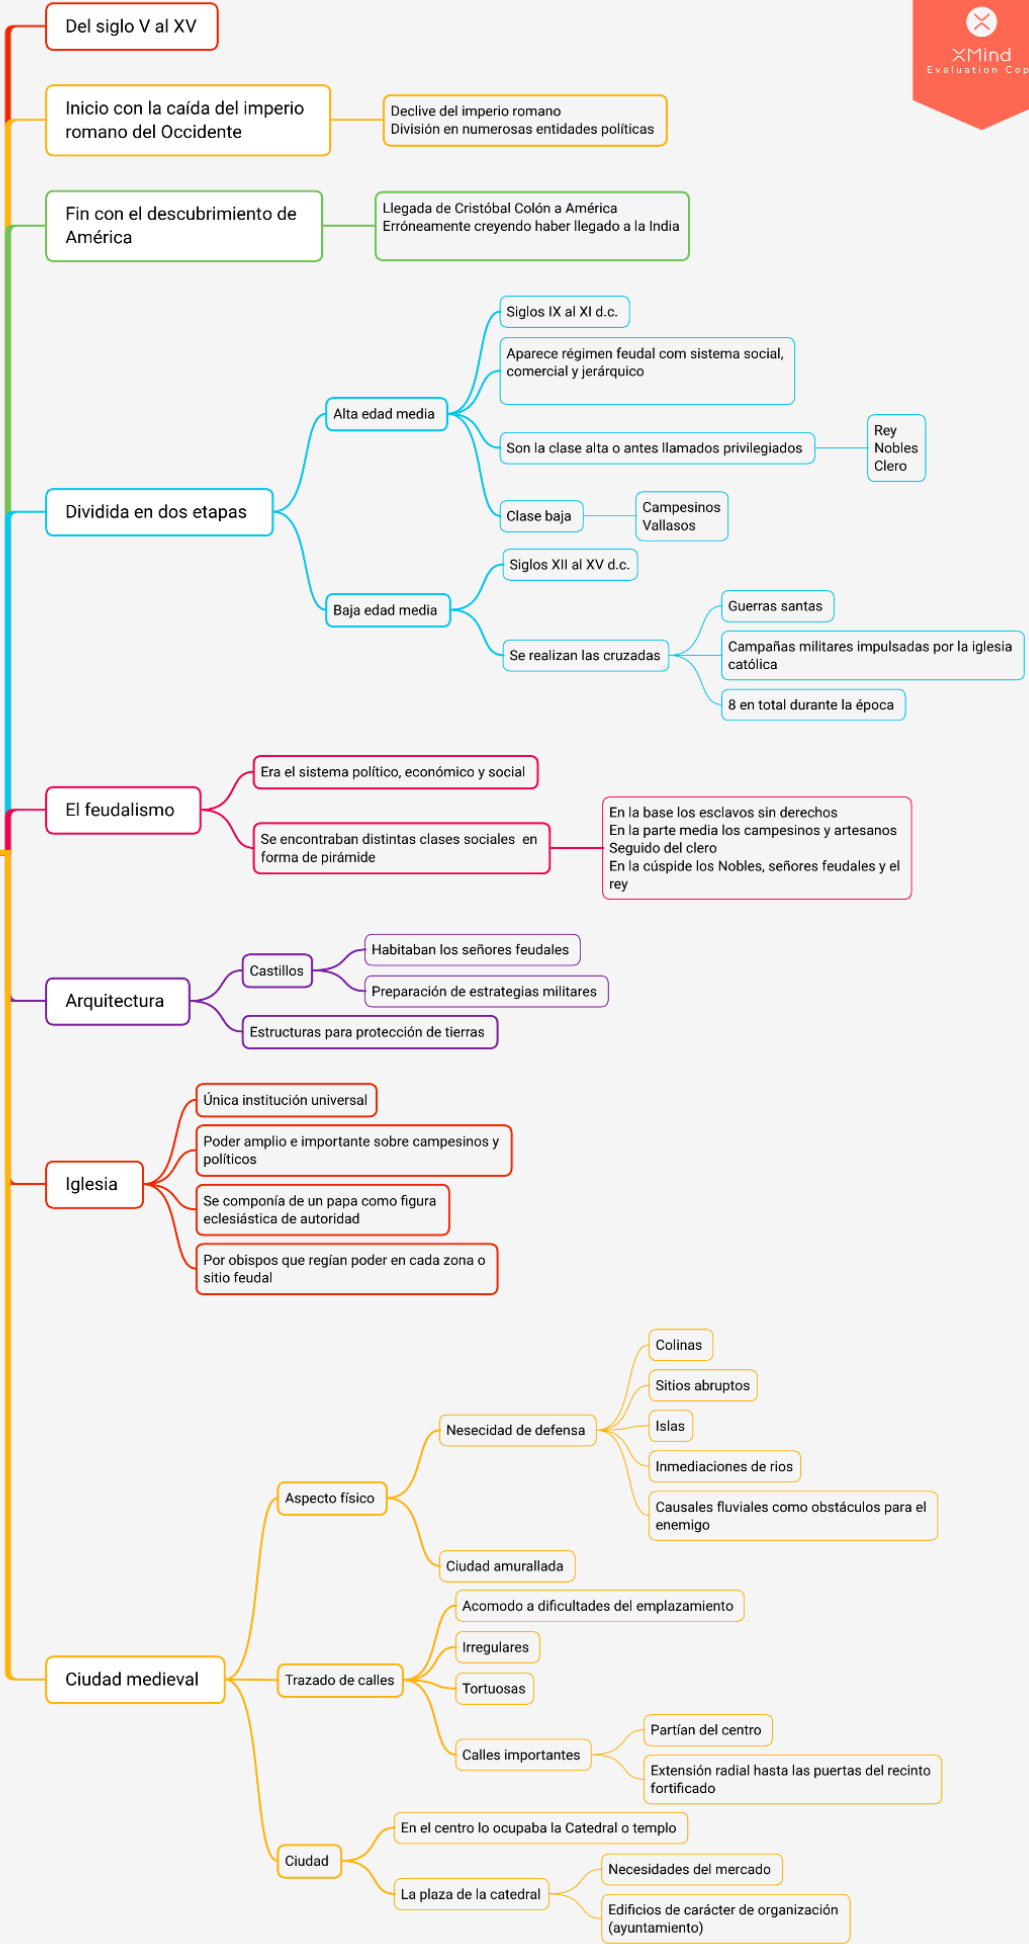 Del siglo V al XV
XMind
Evaluation Cop
Inicio con la caída del imperio
romano del Occidente
Declive del imperio romano
División en numerosas entidades políticas
Fin con el descubrimiento de
América
Llegada de Cristóbal Colón a América
Erróneamente creyendo haber llegado a la India
Dividida en dos etapas
Alta edad media
Siglos IX al XI d.c.
Aparece régimen feudal com sistema social,
comercial y jerárquico
Son la clase alta o antes llamados privilegiados
Rey
Nobles
Clero
Clase baja
Campesinos
Vallasos
Baja edad media
Siglos XII al XV d.c.
Se realizan las cruzadas
Guerras santas
Campañas militares impulsadas por la iglesia
católica
8 en total durante la época
El feudalismo
Era el sistema político, económico y social
Se encontraban distintas clases sociales en
forma de pirámide
En la base los esclavos sin derechos
En la parte media los campesinos y artesanos
Seguido del clero
En la cúspide los Nobles, señores feudales y el
rey
Arquitectura
Castillos
Habitaban los señores feudales
Preparación de estrategias militares
Estructuras para protección de tierras
Iglesia
Única institución universal
Poder amplio e importante sobre campesinos y
políticos
Se componía de un papa como figura
eclesiástica de autoridad
Por obispos que regían poder en cada zona o
sitio feudal
Ciudad medieval
Aspecto físico
Nesecidad de defensa
Colinas
Sitios abruptos
Islas
Inmediaciones de rios
Causales fluviales como obstáculos para el
enemigo
Ciudad amurallada
Trazado de calles
Acomodo a dificultades del emplazamiento
Irregulares
Tortuosas
Calles importantes
Partían del centro
Extensión radial hasta las puertas del recinto
fortificado
Ciudad
En el centro lo ocupaba la Catedral o templo
La plaza de la catedral
Necesidades del mercado
Edificios de carácter de organización
(ayuntamiento)